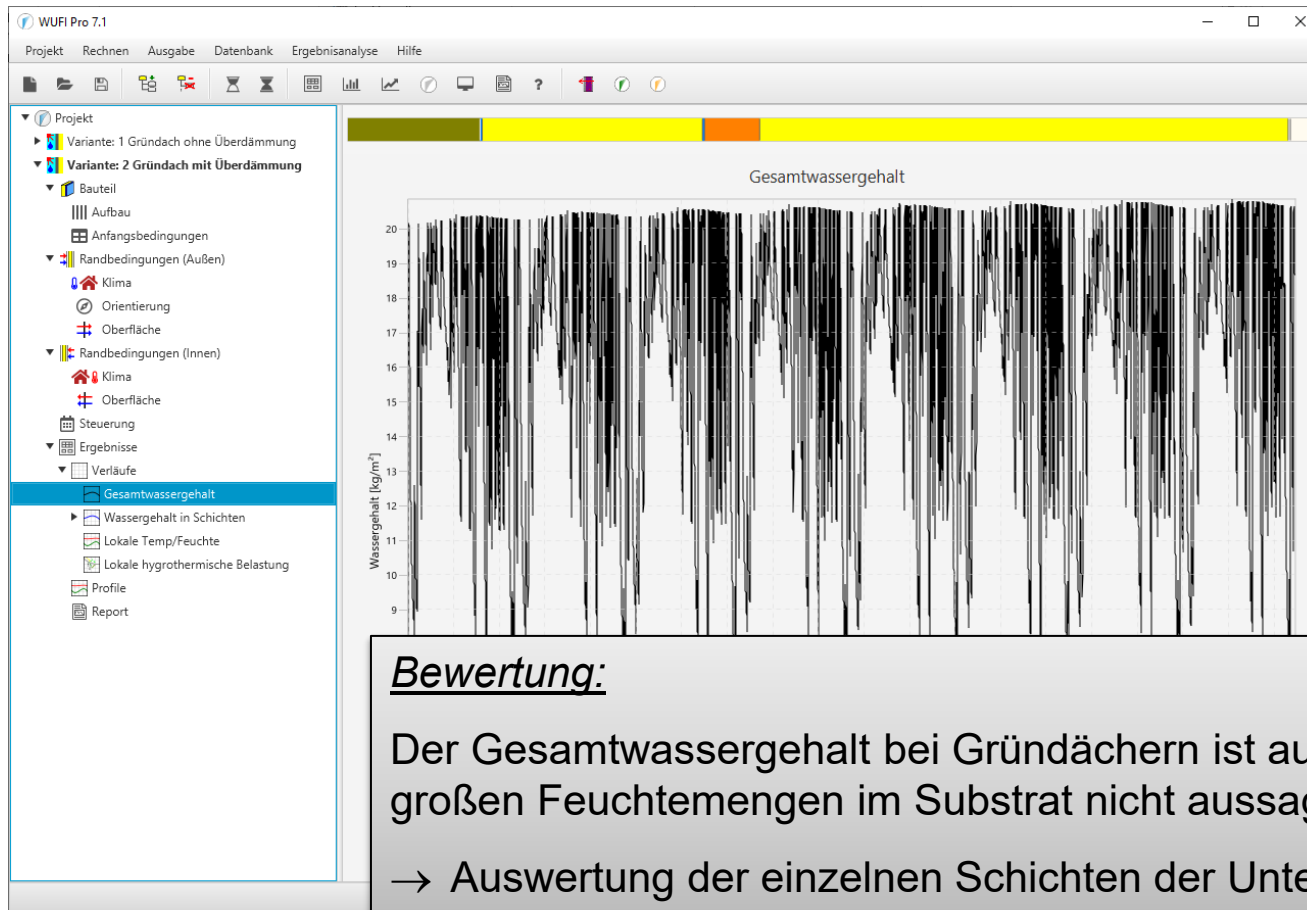 WUFI Pro 7.1
Projekt Rechnen Ausgabe Datenbank Ergebnisanalyse Hilfe
?
Projekt
Variante: 1 Gründach ohne Überdämmung
Variante: 2 Gründach mit Überdämmung
Bauteil
Aufbau
Anfangsbedingungen
Randbedingungen (Außen)
Klima
Orientierung
Oberfläche
Randbedingungen (Innen)
Klima
Oberfläche
Steuerung
Ergebnisse
Verläufe
Gesamtwassergehalt
Wassergehalt in Schichten
Lokale Temp/Feuchte
Lokale hygrothermische Belastung
Profile
Report
Gesamtwassergehalt
Wassergehalt [kg/m²]
20
19
18
17
16
15
14
13
12
11
10
9
Bewertung:
Der Gesamtwassergehalt bei Gründächern ist au
großen Feuchtemengen im Substrat nicht aussag
→ Auswertung der einzelnen Schichten der Unte